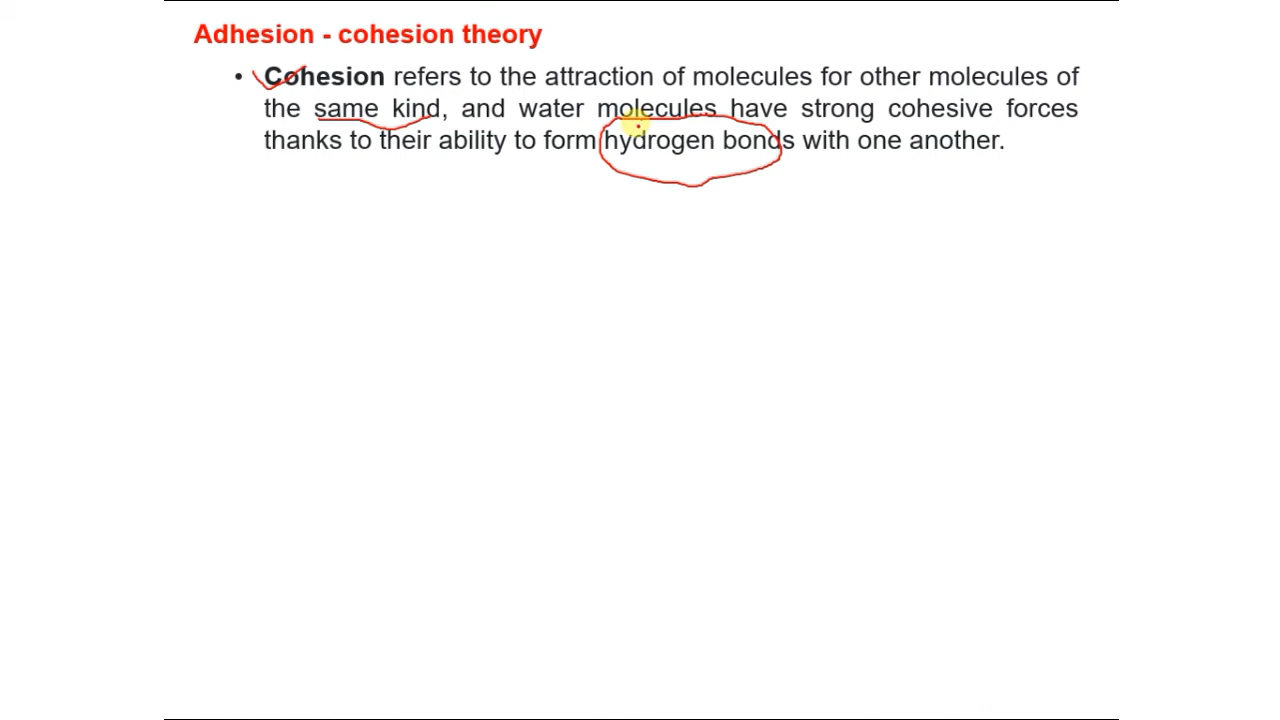 Adhesion - cohesion theory
• Cohesion refers to the attraction of molecules for other molecules of
the same kind, and water molecules have strong cohesive forces
thanks to their ability to form hydrogen bonds with one another.